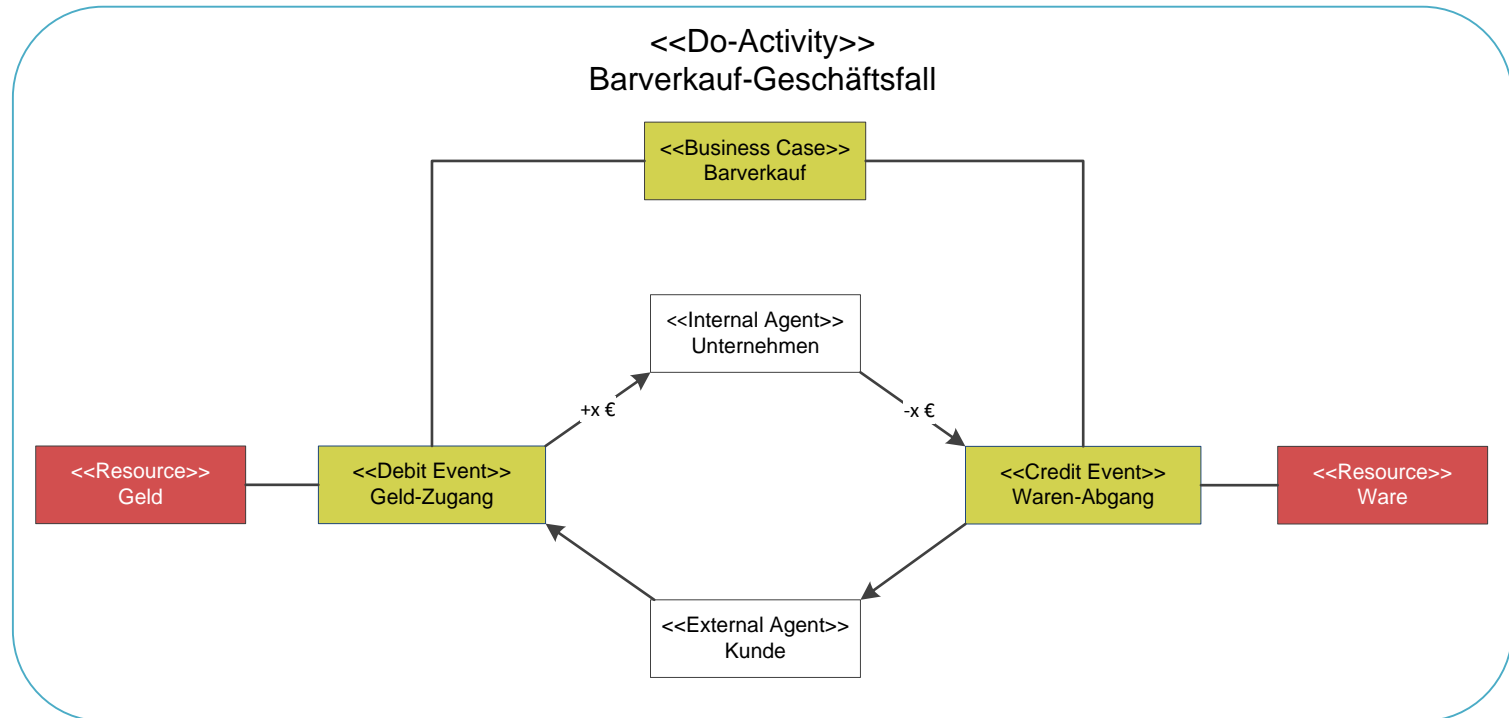 <<Do-Activity>>
Barverkauf-Geschäftsfall
<<Business Case>>
Barverkauf
<<Internal Agent>>
Unternehmen
+x €
-x €
<<Resource>>
Geld
<<Debit Event>>
Geld-Zugang
<<Credit Event>>
Waren-Abgang
<<Resource>>
Ware
<<External Agent>>
Kunde